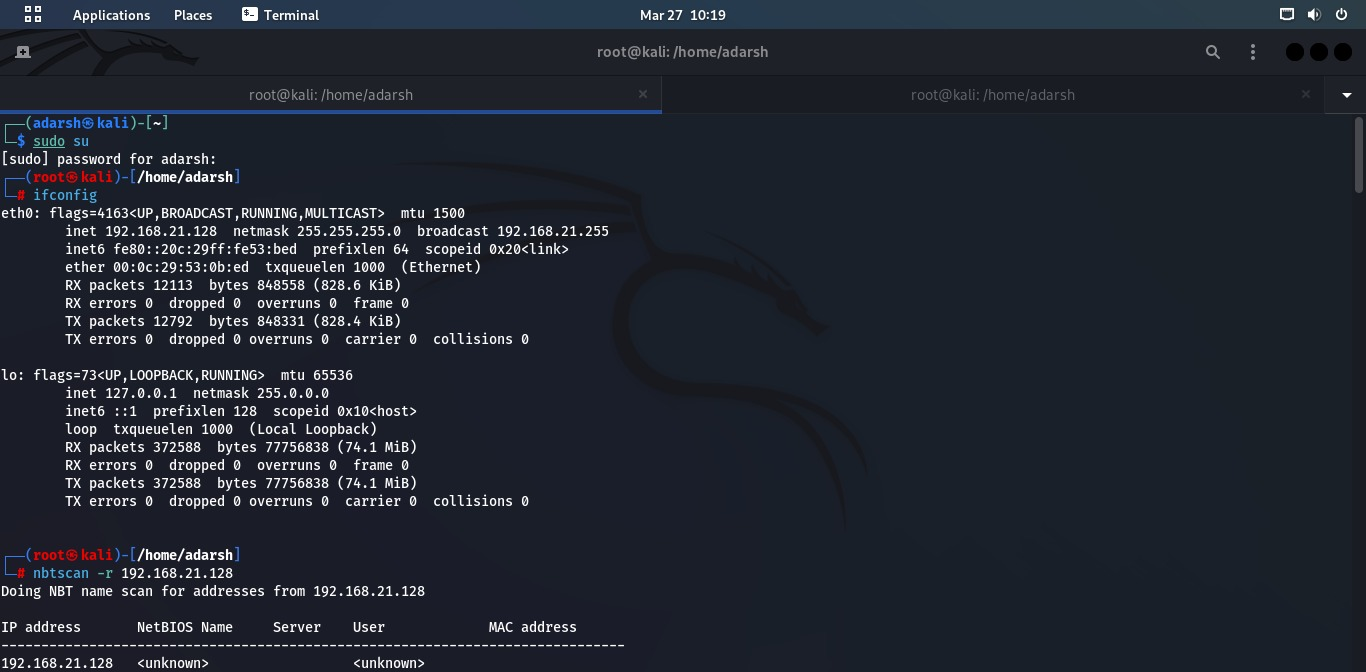 Applications Places Terminal Mar 27 10:19
root@kali: /home/adarsh
root@kali: /home/adarsh × root@kali: /home/adarsh ×
┌──(adarsh㉿kali)-[~]
└─$ sudo su
[sudo] password for adarsh:
┌──(root㉿kali)-[/home/adarsh]
└─# ifconfig
eth0: flags=4163<UP,BROADCAST,RUNNING,MULTICAST>  mtu 1500
        inet 192.168.21.128  netmask 255.255.255.0  broadcast 192.168.21.255
        inet6 fe80::20c:29ff:fe53:bed  prefixlen 64  scopeid 0x20<link>
        ether 00:0c:29:53:0b:ed  txqueuelen 1000  (Ethernet)
        RX packets 12113  bytes 848558 (828.6 KiB)
        RX errors 0  dropped 0  overruns 0  frame 0
        TX packets 12792  bytes 848331 (828.4 KiB)
        TX errors 0  dropped 0 overruns 0  carrier 0  collisions 0
lo: flags=73<UP,LOOPBACK,RUNNING>  mtu 65536
        inet 127.0.0.1  netmask 255.0.0.0
        inet6 ::1  prefixlen 128  scopeid 0x10<host>
        loop  txqueuelen 1000  (Local Loopback)
        RX packets 372588  bytes 77756838 (74.1 MiB)
        RX errors 0  dropped 0  overruns 0  frame 0
        TX packets 372588  bytes 77756838 (74.1 MiB)
        TX errors 0  dropped 0 overruns 0  carrier 0  collisions 0
┌──(root㉿kali)-[/home/adarsh]
└─# nbtscan -r 192.168.21.128
Doing NBT name scan for addresses from 192.168.21.128
IP address       NetBIOS Name     Server    User             MAC address
------------------------------------------------------------------------------
192.168.21.128   <unknown>                  <unknown>